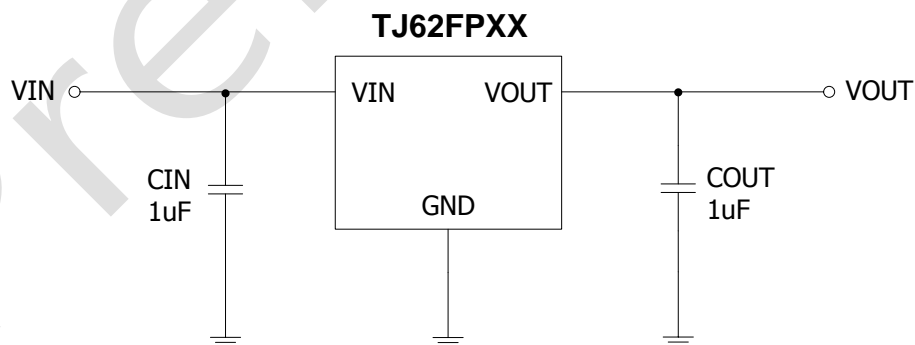 TJ62FPXX
VIN
VIN
VOUT
VOUT
CIN
1uF
GND
COUT
1uF